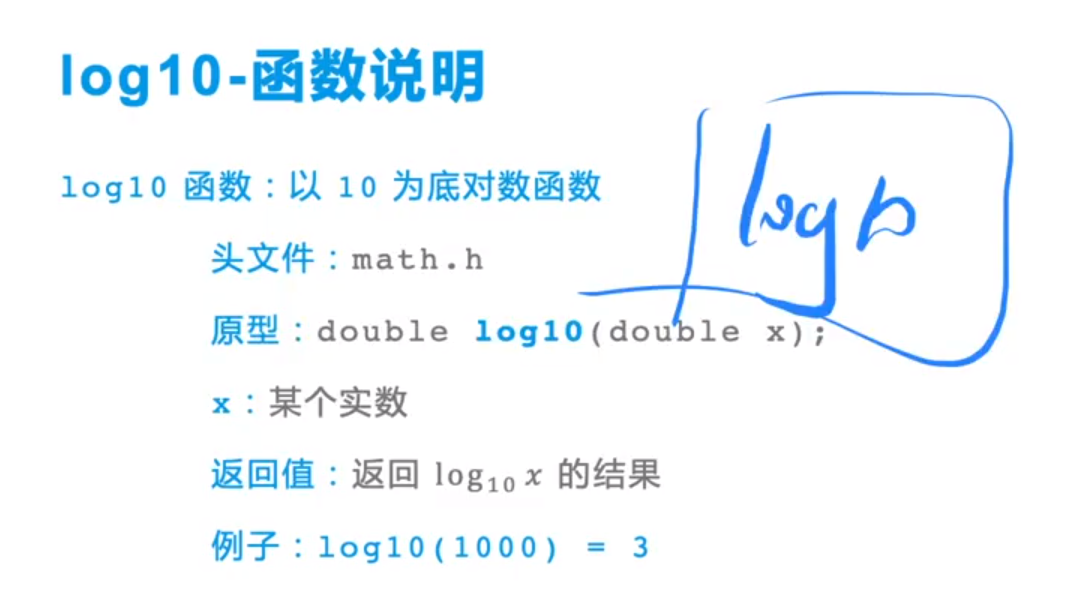 log10-函数说明
log n
log10 函数：以 10 为底对数函数
头文件：math.h
原型：double log10(double x);
x：某个实数
返回值：返回 log₁₀ x 的结果
例子：log10(1000) = 3